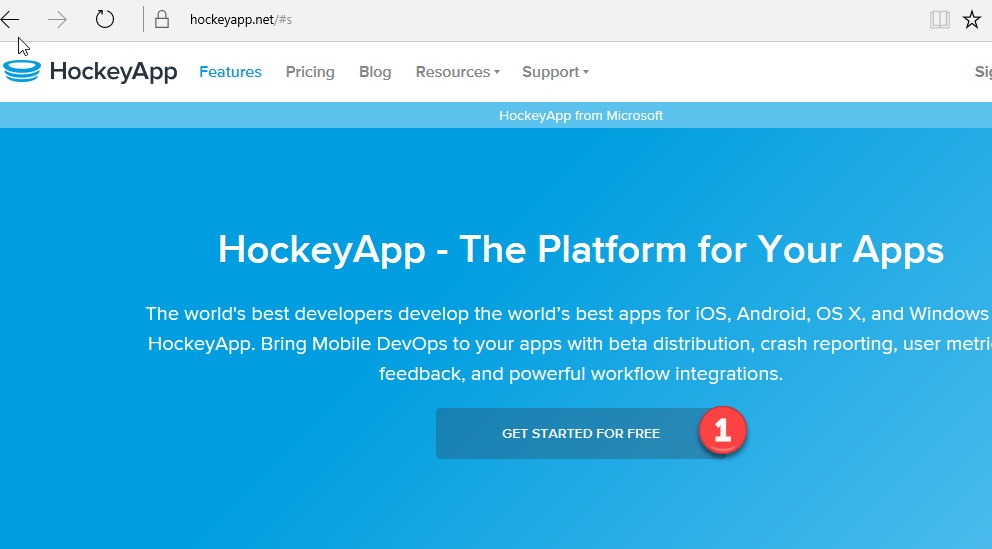 hockeyapp.net/#s
HockeyApp Features Pricing Blog Resources Support
HockeyApp from Microsoft
HockeyApp - The Platform for Your Apps
The world's best developers develop the world’s best apps for iOS, Android, OS X, and Windows
HockeyApp. Bring Mobile DevOps to your apps with beta distribution, crash reporting, user
feedback, and powerful workflow integrations.
GET STARTED FOR FREE 1